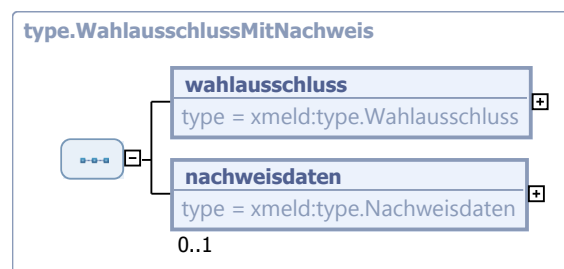 type.WahlausschlussMitNachweis
wahlausschluss
type = xmeld:type.Wahlausschluss
nachweisdaten
type = xmeld:type.Nachweisdaten
0..1